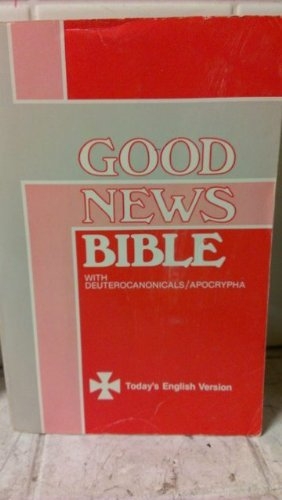 GOOD
NEWS
BIBLE
WITH
DEUTEROCANONICALS/APOCRYPHA
Today's English Version